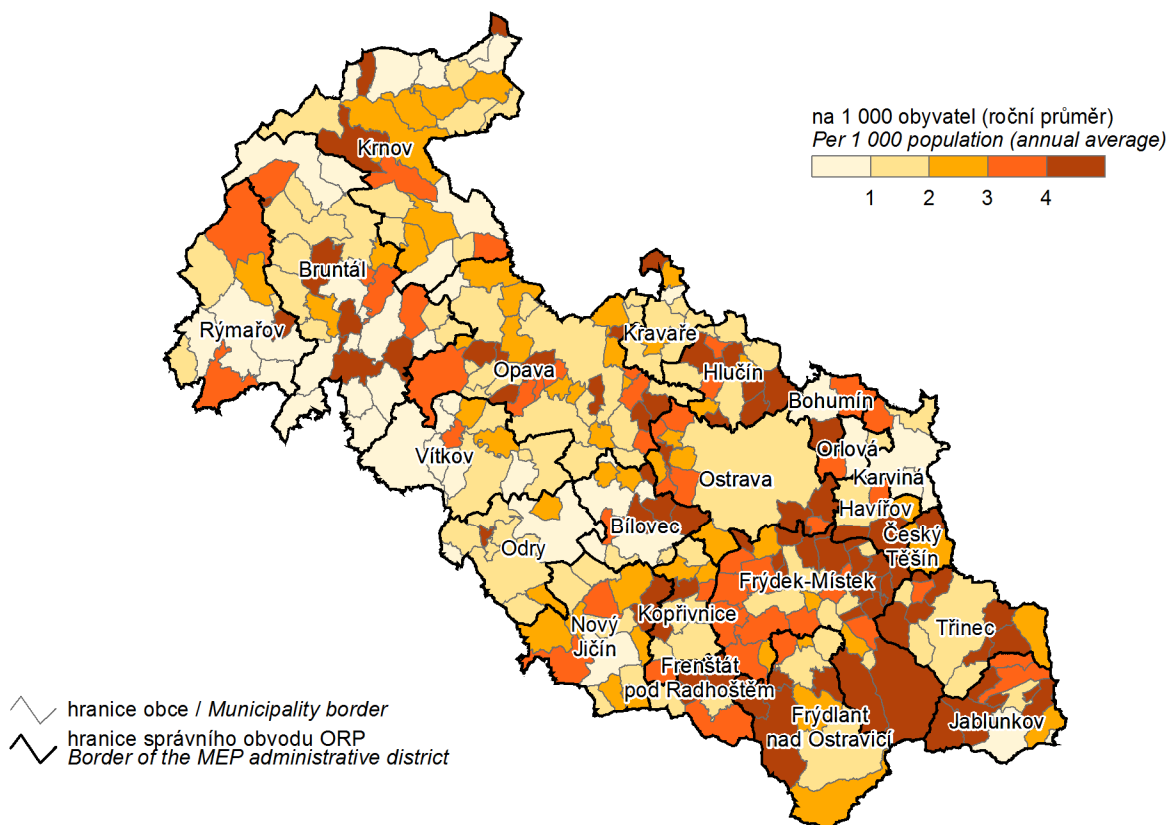 na 1 000 obyvatel (roční průměr)
Per 1 000 population (annual average)
1 2 3 4
Krnov
Bruntál
Rýmařov
Kravaře
Opava
Hlučín
Bohumín
Vítkov
Ostrava
Orlová
Karviná
Havířov
Bílovec
Odry
Český
Těšín
Frýdek-Místek
Kopřivnice
Nový
Jičín
Třinec
Frenštát
pod Radhoštěm
Frýdlant
nad Ostravicí
Jablunkov
hranice obce / Municipality border
hranice správního obvodu ORP
Border of the MEP administrative district